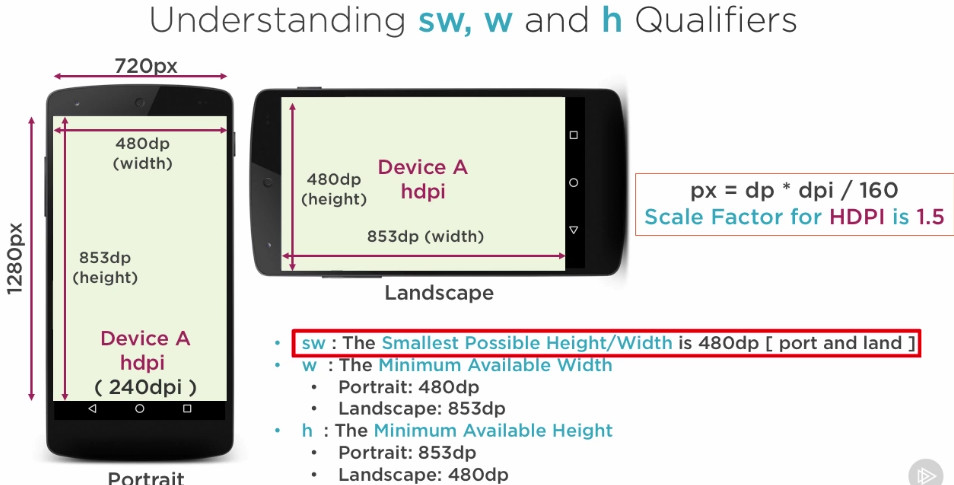 Understanding sw, w and h Qualifiers
720px
480dp
(width)
1280px
853dp
(height)
Device A
hdpi
( 240dpi )
Portrait
480dp
(height)
Device A
hdpi
853dp (width)
Landscape
px = dp * dpi / 160
Scale Factor for HDPI is 1.5
• sw : The Smallest Possible Height/Width is 480dp [ port and land ]
• w : The Minimum Available Width
• Portrait: 480dp
• Landscape: 853dp
• h : The Minimum Available Height
• Portrait: 853dp
• Landscape: 480dp